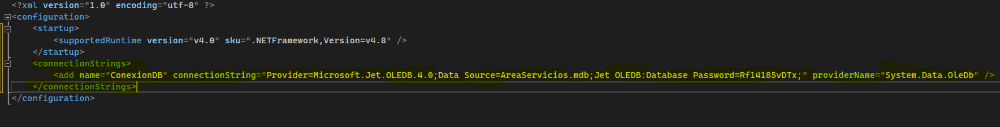 <?xml version="1.0" encoding="utf-8" ?>
<configuration>
<startup>
<supportedRuntime version="v4.0" sku=".NETFramework,Version=v4.8" />
</startup>
<connectionStrings>
<add name="ConexionDB" connectionString="Provider=Microsoft.Jet.OLEDB.4.0;Data Source=AreaServicios.mdb;Jet OLEDB:Database Password=Rf14185vDTx;" providerName="System.Data.OleDb" />
</connectionStrings>
</configuration>